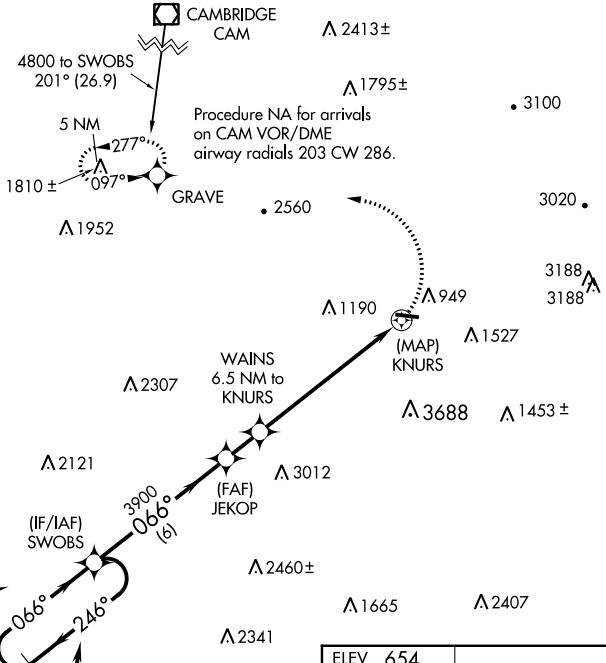 CAMBRIDGE
CAM
2413±
4800 to SWOBS
201° (26.9)
1795±
3100
Procedure NA for arrivals
on CAM VOR/DME
airway radials 203 CW 286.
5 NM
277°
1810 ±
097°
GRAVE
2560
3020
1952
3188
3188
1190
949
(MAP)
KNURS
1527
WAINS
6.5 NM to
KNURS
2307
3688
1453 ±
2121
3012
(FAF)
JEKOP
3900
066°
(6)
(IF/IAF)
SWOBS
2460±
066°
246°
1665
2407
2341
ELEV 654